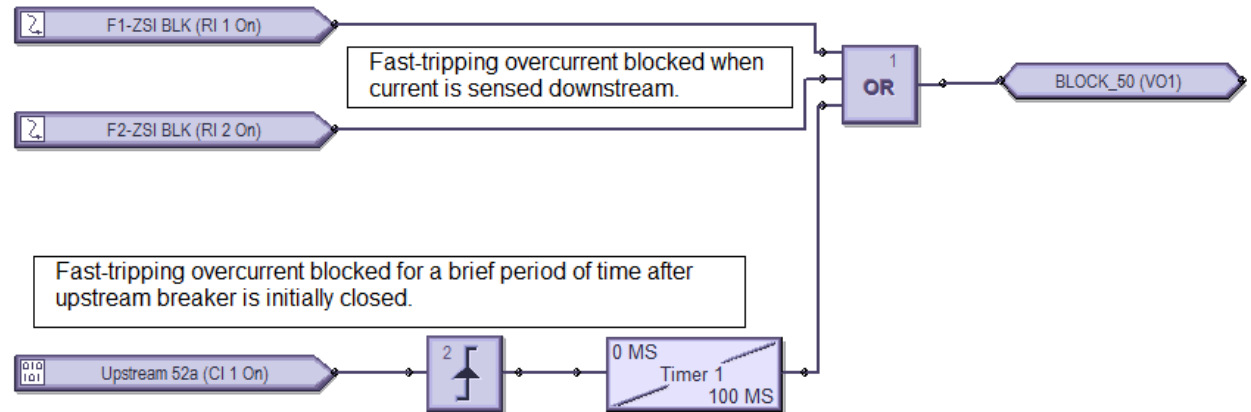 F1-ZSI BLK (RI 1 On)
Fast-tripping overcurrent blocked when
current is sensed downstream.
1
OR
BLOCK_50 (VO1)
F2-ZSI BLK (RI 2 On)
Fast-tripping overcurrent blocked for a brief period of time after
upstream breaker is initially closed.
010
101
Upstream 52a (CI 1 On)
2
0 MS
Timer 1
100 MS